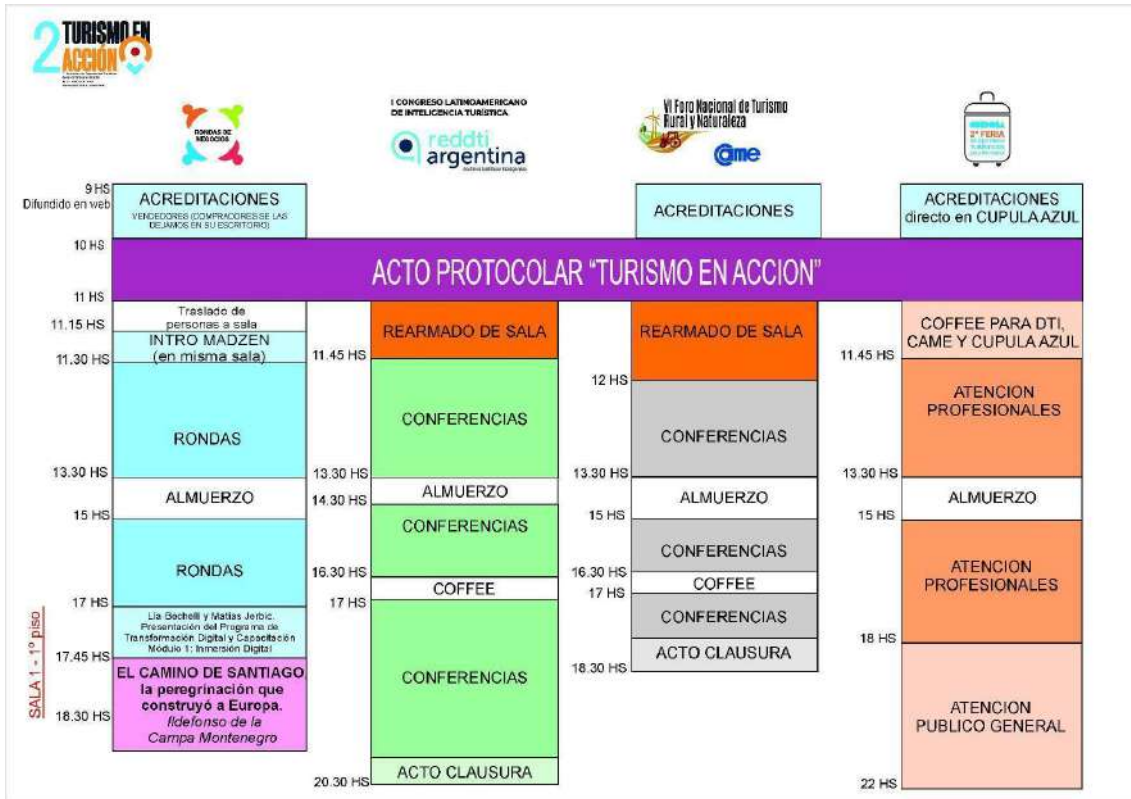 2 TURISMO EN
ACCIÓN
RONDAS DE
NEGOCIOS
I CONGRESO LATINOAMERICANO
DE INTELIGENCIA TURÍSTICA
reddti
argentina
VI Foro Nacional de Turismo
Rural y Naturaleza
Came
2ª FERIA
9 HS
Difundido en web
ACREDITACIONES
VENDEDORES (COMPRADORES SE LAS
DEJAMOS EN SU ESCRITORIO)
ACREDITACIONES
ACREDITACIONES
directo en CUPULA AZUL
10 HS
ACTO PROTOCOLAR “TURISMO EN ACCION”
11 HS
Traslado de
personas a sala
11.15 HS
INTRO MADZEN
(en misma sala)
11.30 HS
RONDAS
13.30 HS
ALMUERZO
15 HS
RONDAS
17 HS
Lia Bochelli y Matias Jerbic.
Presentación del Programa de
Transformación Digital y Capacitación
Módulo 1: Inmersión Digital
17.45 HS
EL CAMINO DE SANTIAGO
la peregrinación que
construyó a Europa.
Ildefonso de la
Campa Montenegro
18.30 HS
SALA 1 - 1º piso
REARMADO DE SALA
11.45 HS
CONFERENCIAS
13.30 HS
ALMUERZO
14.30 HS
CONFERENCIAS
16.30 HS
COFFEE
17 HS
CONFERENCIAS
ACTO CLAUSURA
20.30 HS
REARMADO DE SALA
12 HS
CONFERENCIAS
13.30 HS
ALMUERZO
15 HS
CONFERENCIAS
16.30 HS
COFFEE
17 HS
CONFERENCIAS
ACTO CLAUSURA
18.30 HS
COFFEE PARA DTI,
CAME Y CUPULA AZUL
11.45 HS
ATENCION
PROFESIONALES
13.30 HS
ALMUERZO
15 HS
ATENCION
PROFESIONALES
18 HS
ATENCION
PUBLICO GENERAL
22 HS